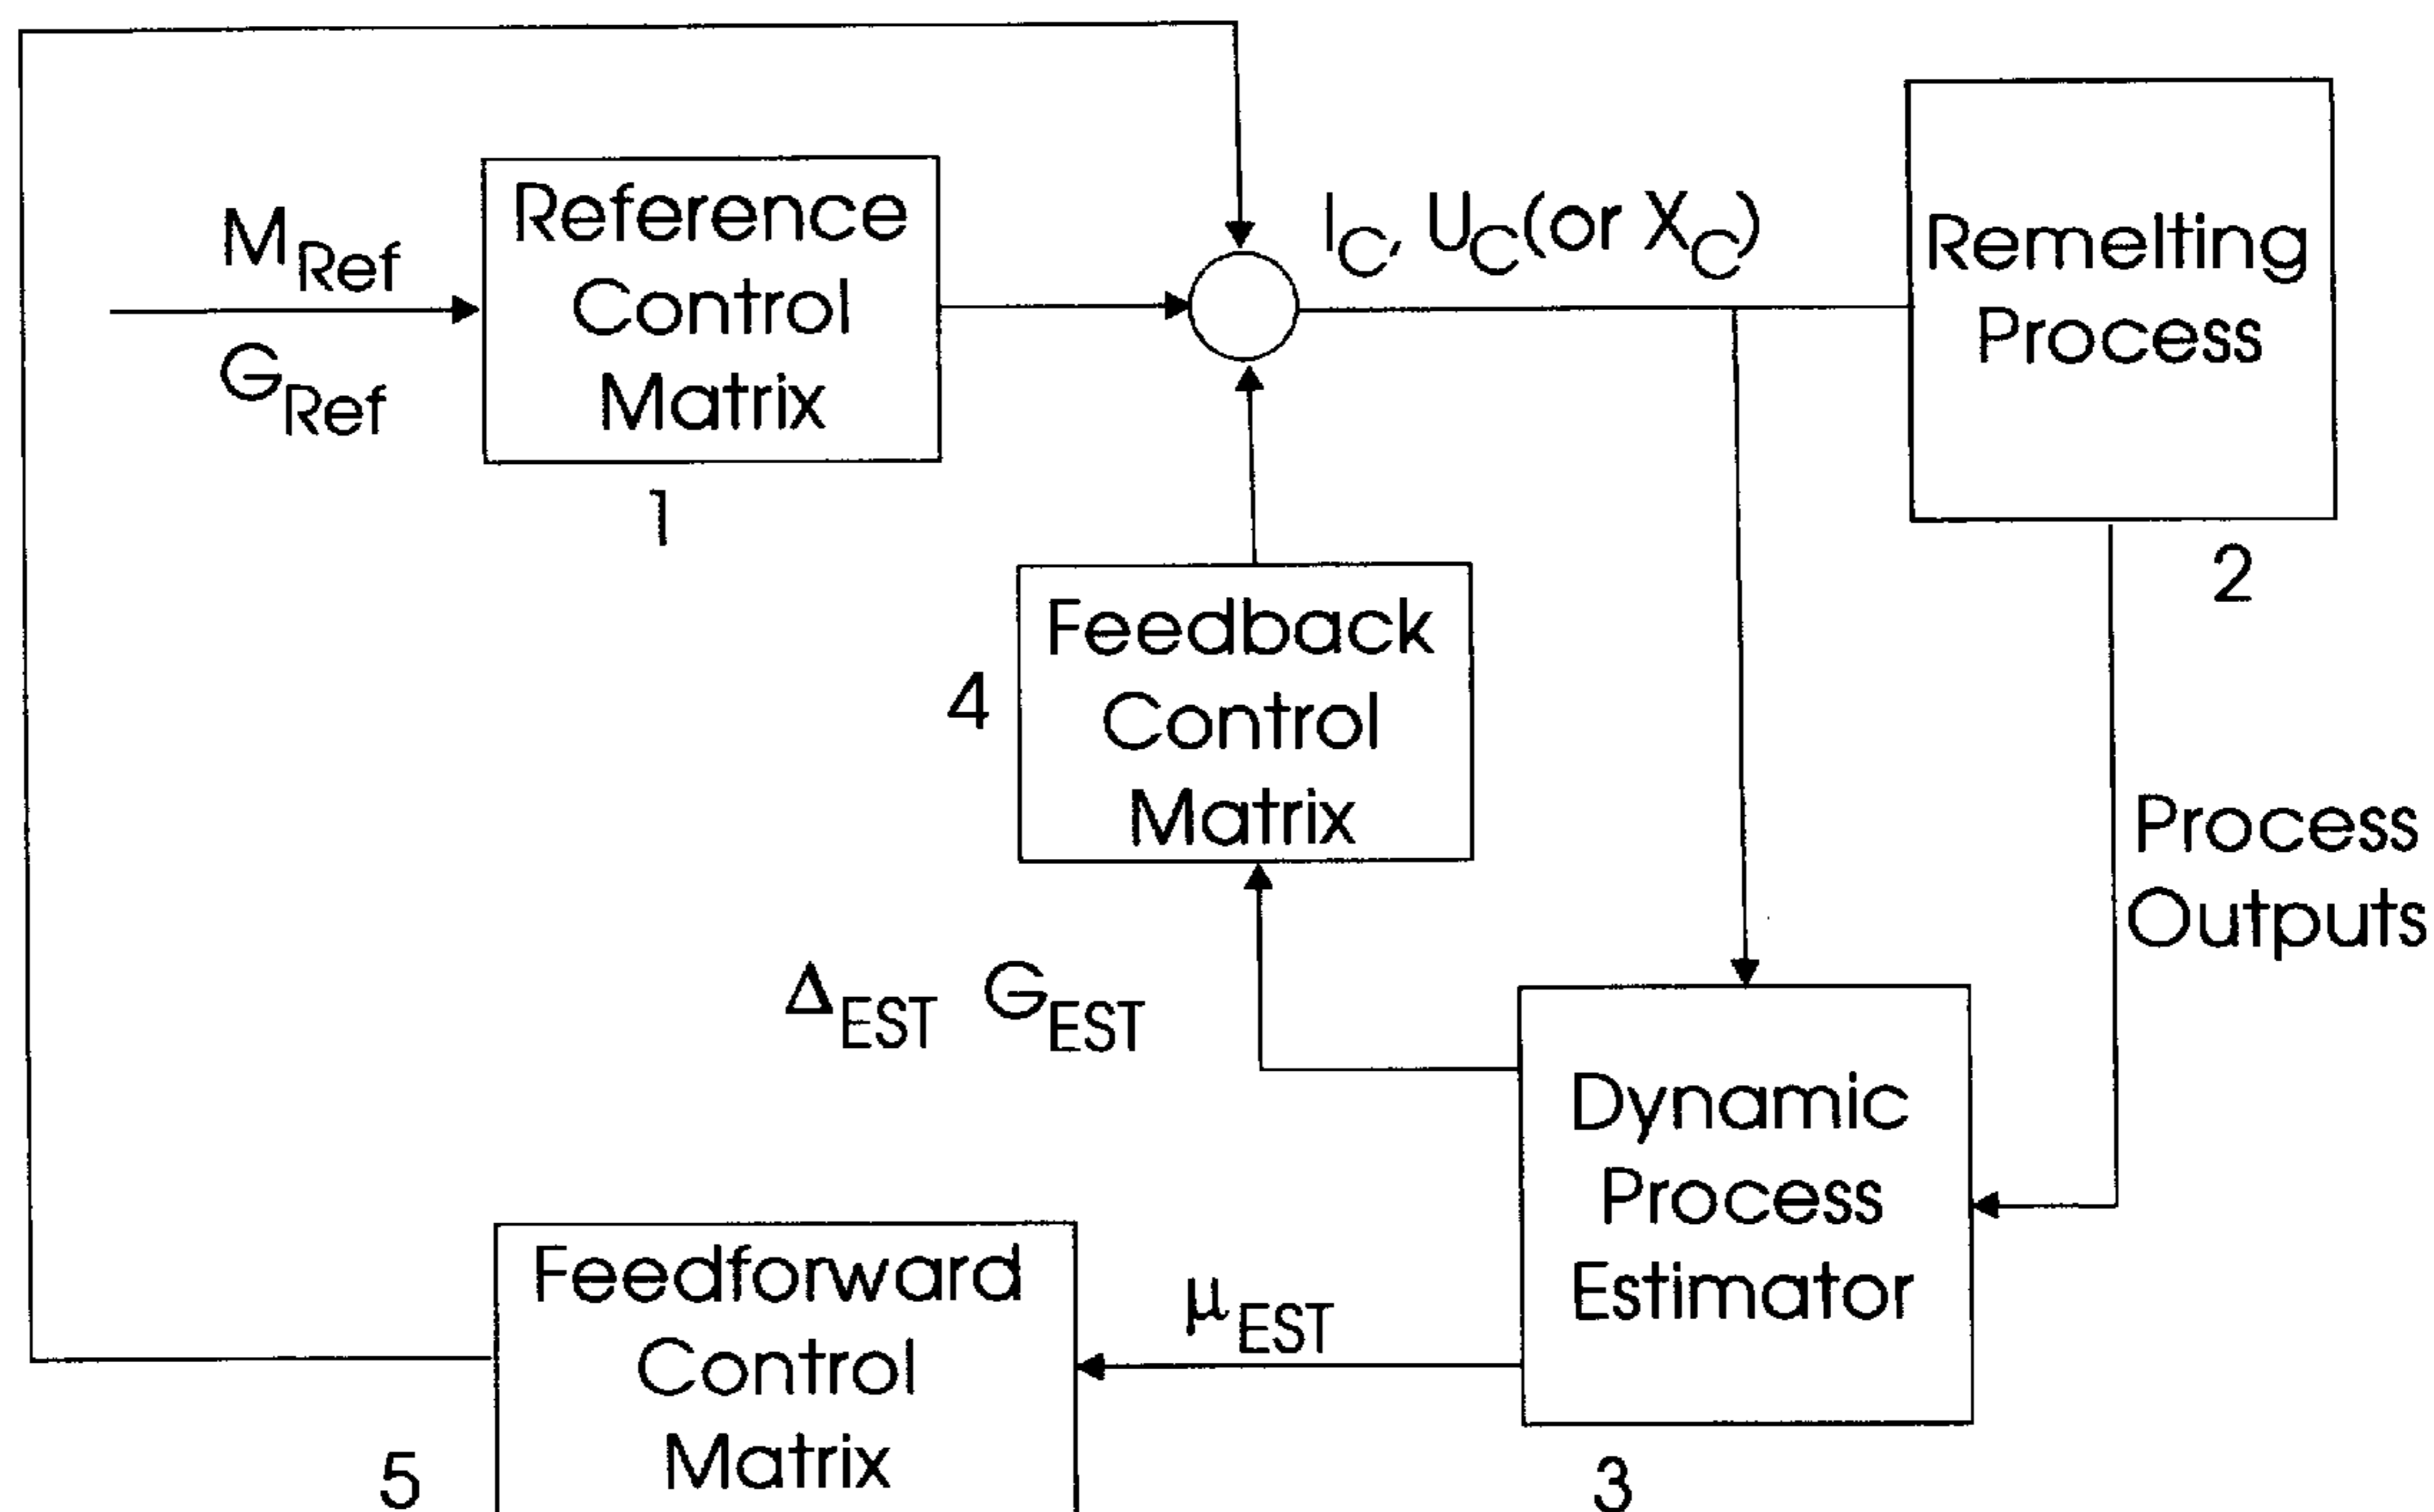 M_Ref
G_Ref
Reference
Control
Matrix
1
I_C, U_C(or X_C)
Remelting
Process
2
Feedback
Control
Matrix
4
Process
Outputs
Δ_EST G_EST
Dynamic
Process
Estimator
3
μ_EST
Feedforward
Control
Matrix
5